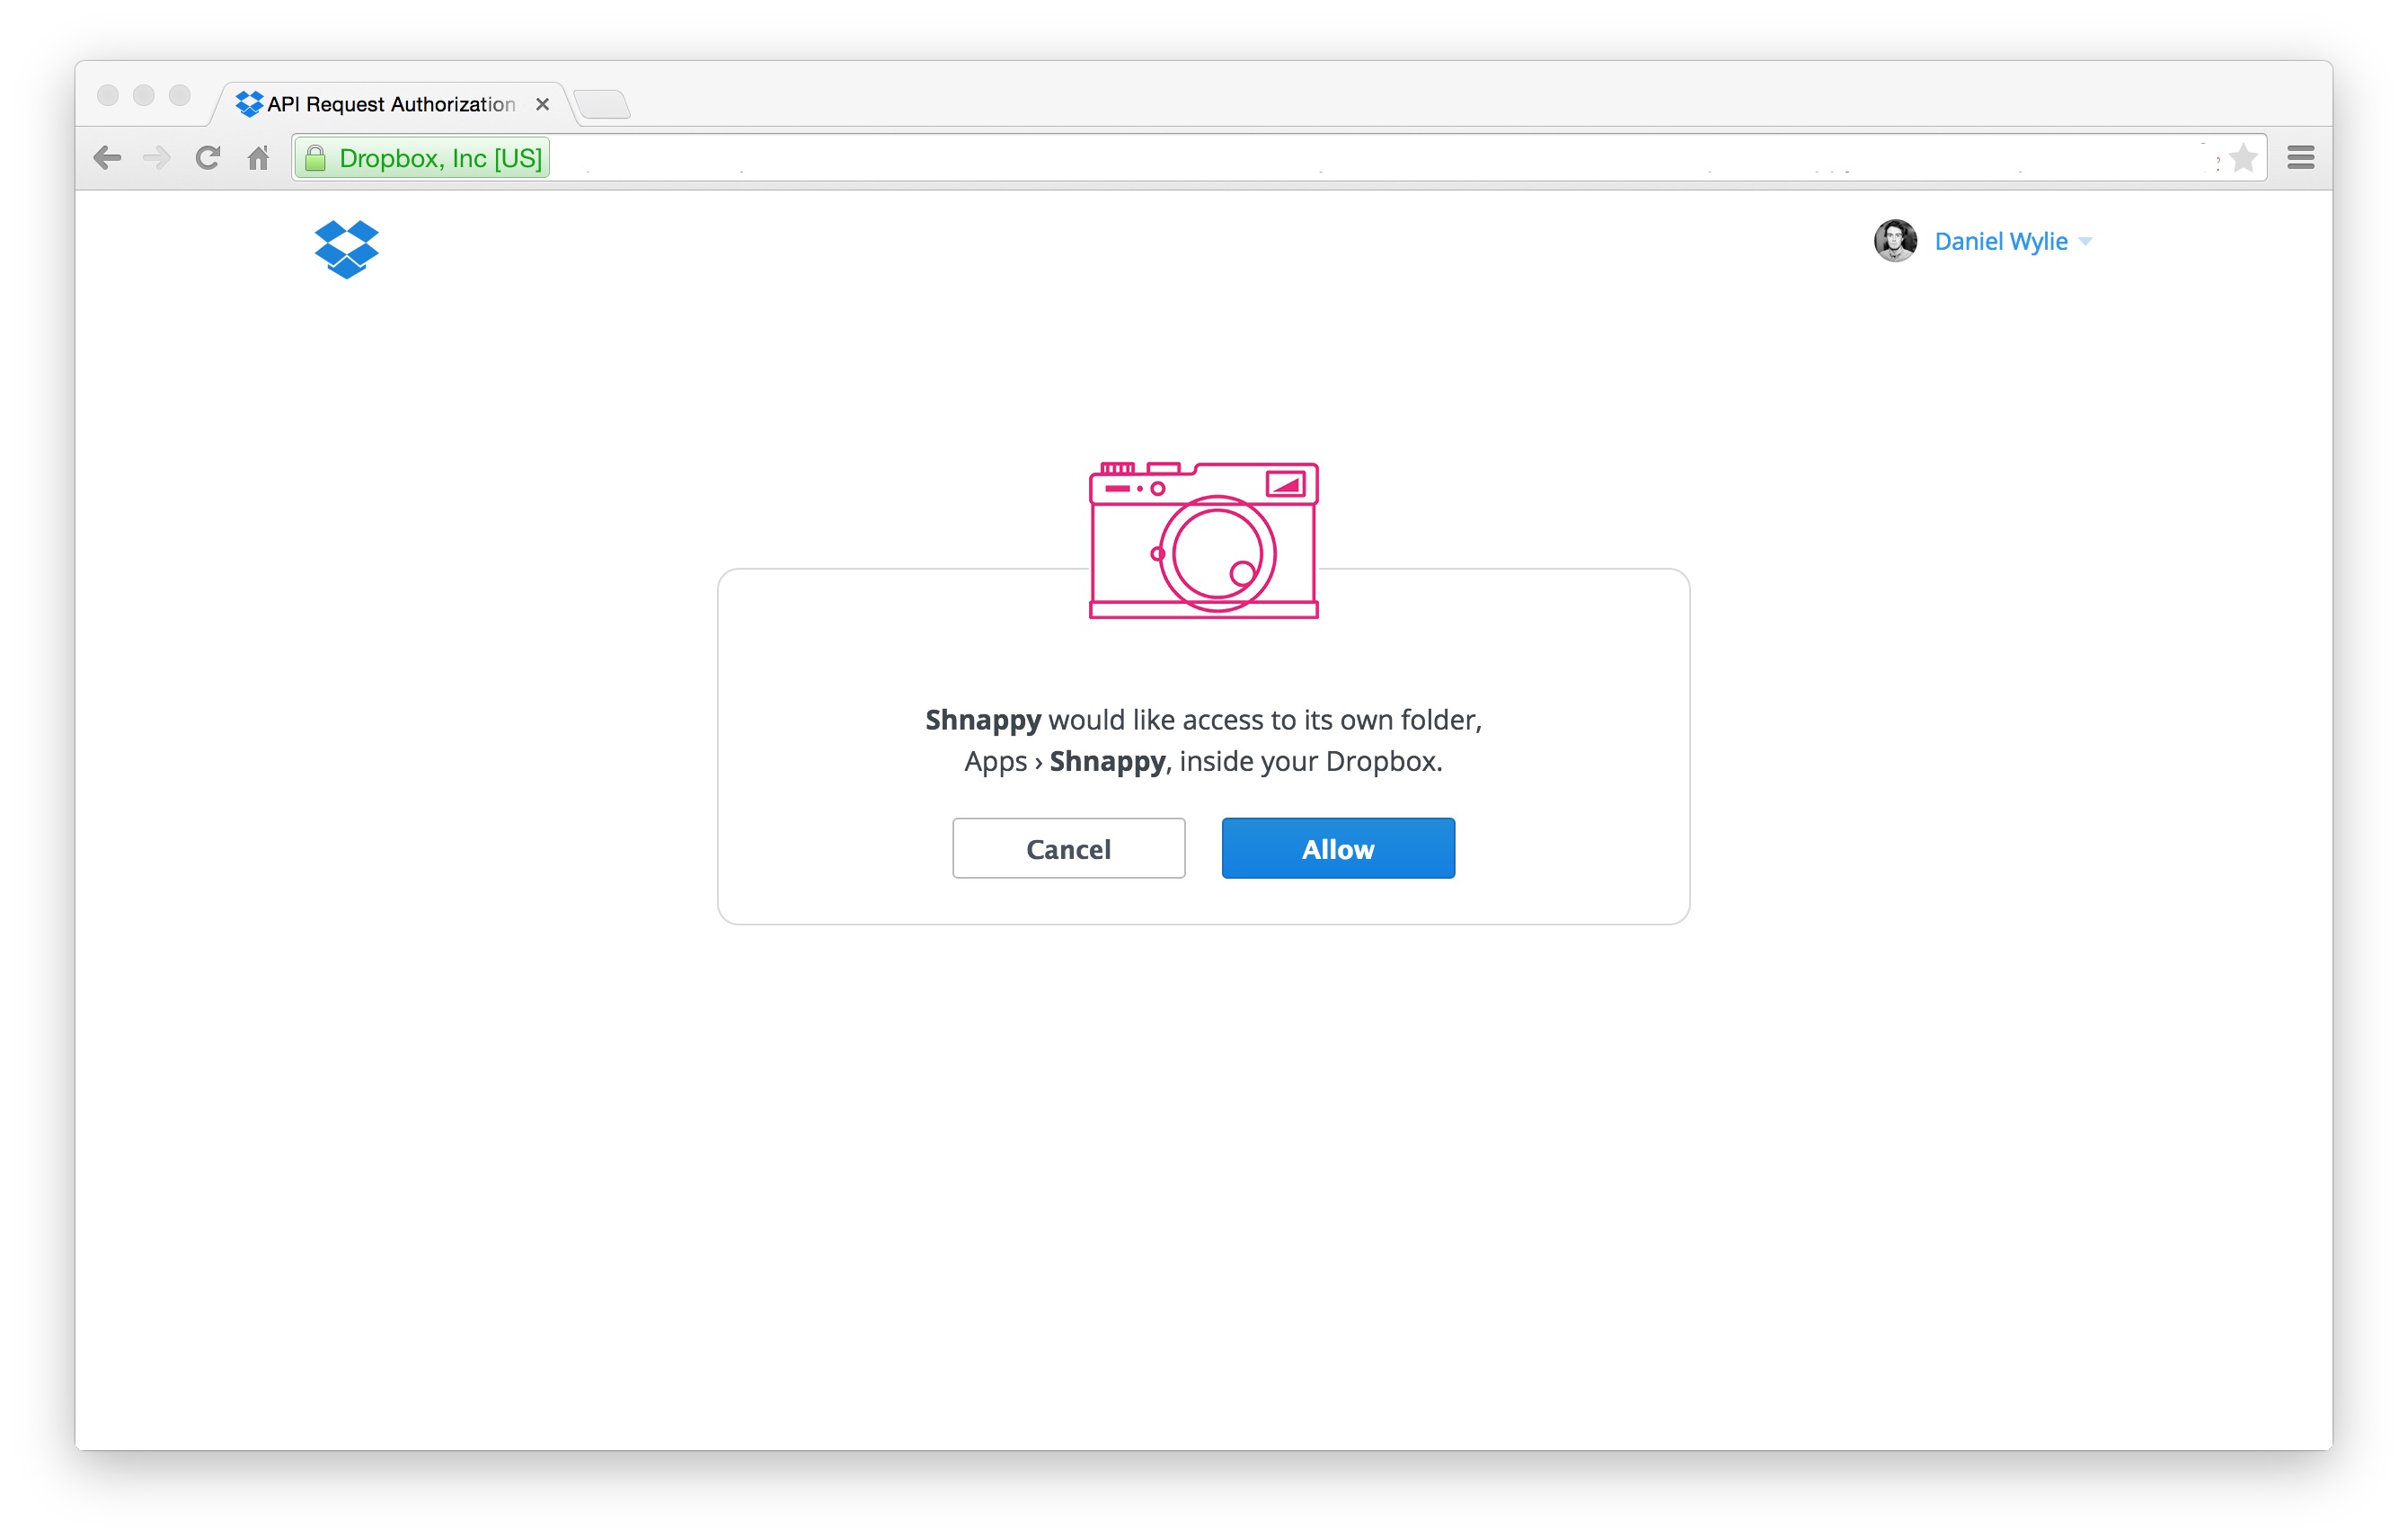 API Request Authorization
Dropbox, Inc [US]
Daniel Wylie
Shnappy would like access to its own folder,
Apps › Shnappy, inside your Dropbox.
Cancel
Allow